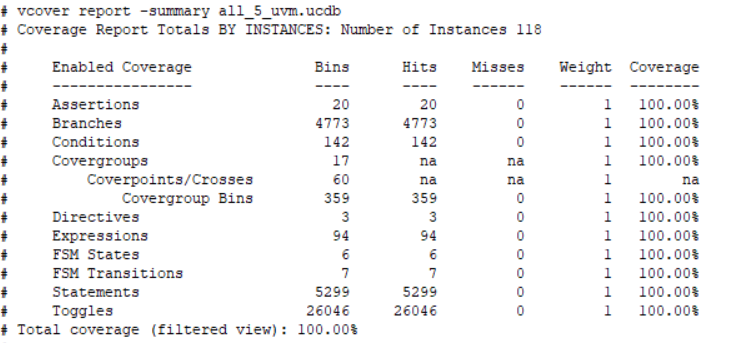 # vcover report -summary all_5_uvm.ucdb
# Coverage Report Totals BY INSTANCES: Number of Instances 118
#
#     Enabled Coverage              Bins      Hits    Misses    Weight  Coverage
#     ----------------              ----      ----    ------    ------  --------
#     Assertions                      20        20         0         1   100.00%
#     Branches                      4773      4773         0         1   100.00%
#     Conditions                     142       142         0         1   100.00%
#     Covergroups                     17        na        na         1   100.00%
#         Coverpoints/Crosses         60        na        na         1        na
#             Covergroup Bins        359       359         0         1   100.00%
#     Directives                       3         3         0         1   100.00%
#     Expressions                     94        94         0         1   100.00%
#     FSM States                       6         6         0         1   100.00%
#     FSM Transitions                  7         7         0         1   100.00%
#     Statements                    5299      5299         0         1   100.00%
#     Toggles                      26046     26046         0         1   100.00%
# Total coverage (filtered view): 100.00%